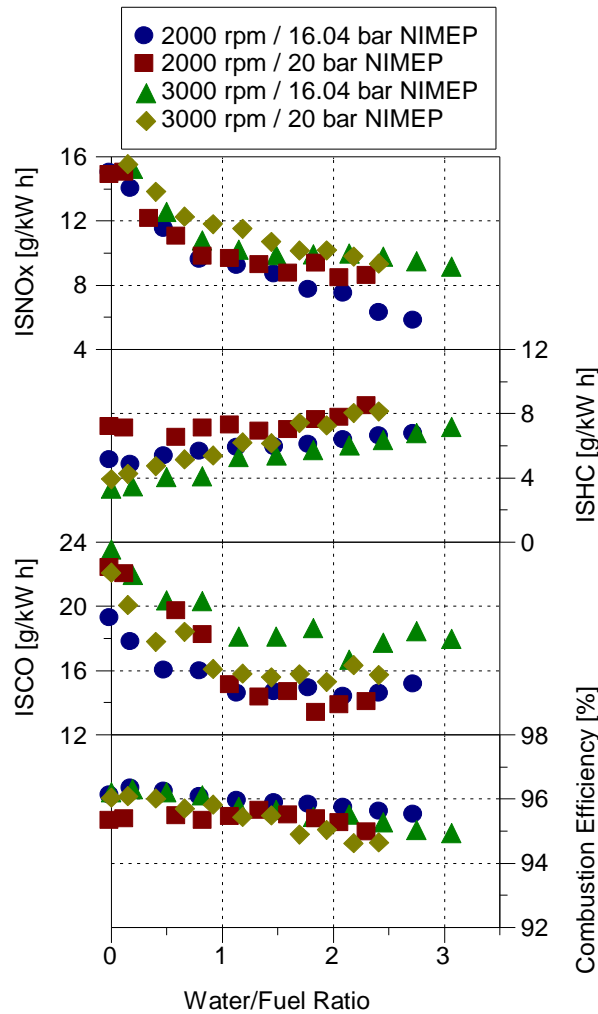 2000 rpm / 16.04 bar NIMEP
2000 rpm / 20 bar NIMEP
3000 rpm / 16.04 bar NIMEP
3000 rpm / 20 bar NIMEP
ISNOx [g/kW h]
16
12
8
4
12
8
4
0
ISHC [g/kW h]
ISCO [g/kW h]
24
20
16
12
98
96
94
92
Combustion Efficiency [%]
0 1 2 3
Water/Fuel Ratio